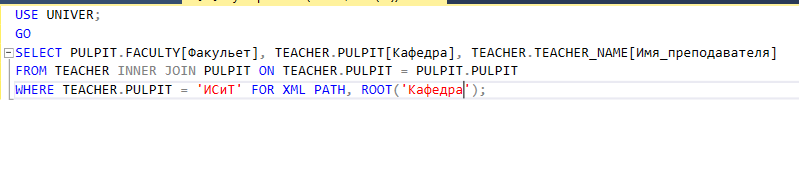 USE UNIVER;
GO
SELECT PULPIT.FACULTY[Факульет], TEACHER.PULPIT[Кафедра], TEACHER.TEACHER_NAME[Имя_преподавателя]
FROM TEACHER INNER JOIN PULPIT ON TEACHER.PULPIT = PULPIT.PULPIT
WHERE TEACHER.PULPIT = 'ИСиТ' FOR XML PATH, ROOT('Кафедра');